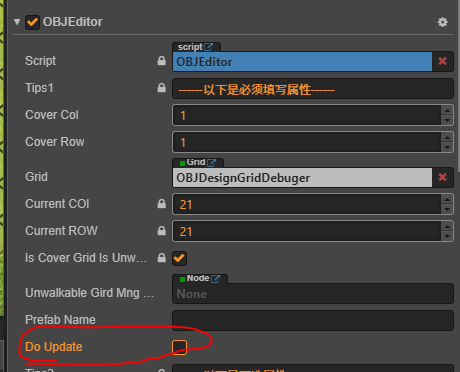 OBJEditor
script
Script OBJEditor
Tips1 ------以下是必须填写属性------
Cover Col 1
Cover Row 1
Grid
Grid OBJDesignGridDebuger
Current COl 21
Current ROW 21
Is Cover Grid Is Unw...
Node
Unwalkable Gird Mng ... None
Prefab Name
Do Update